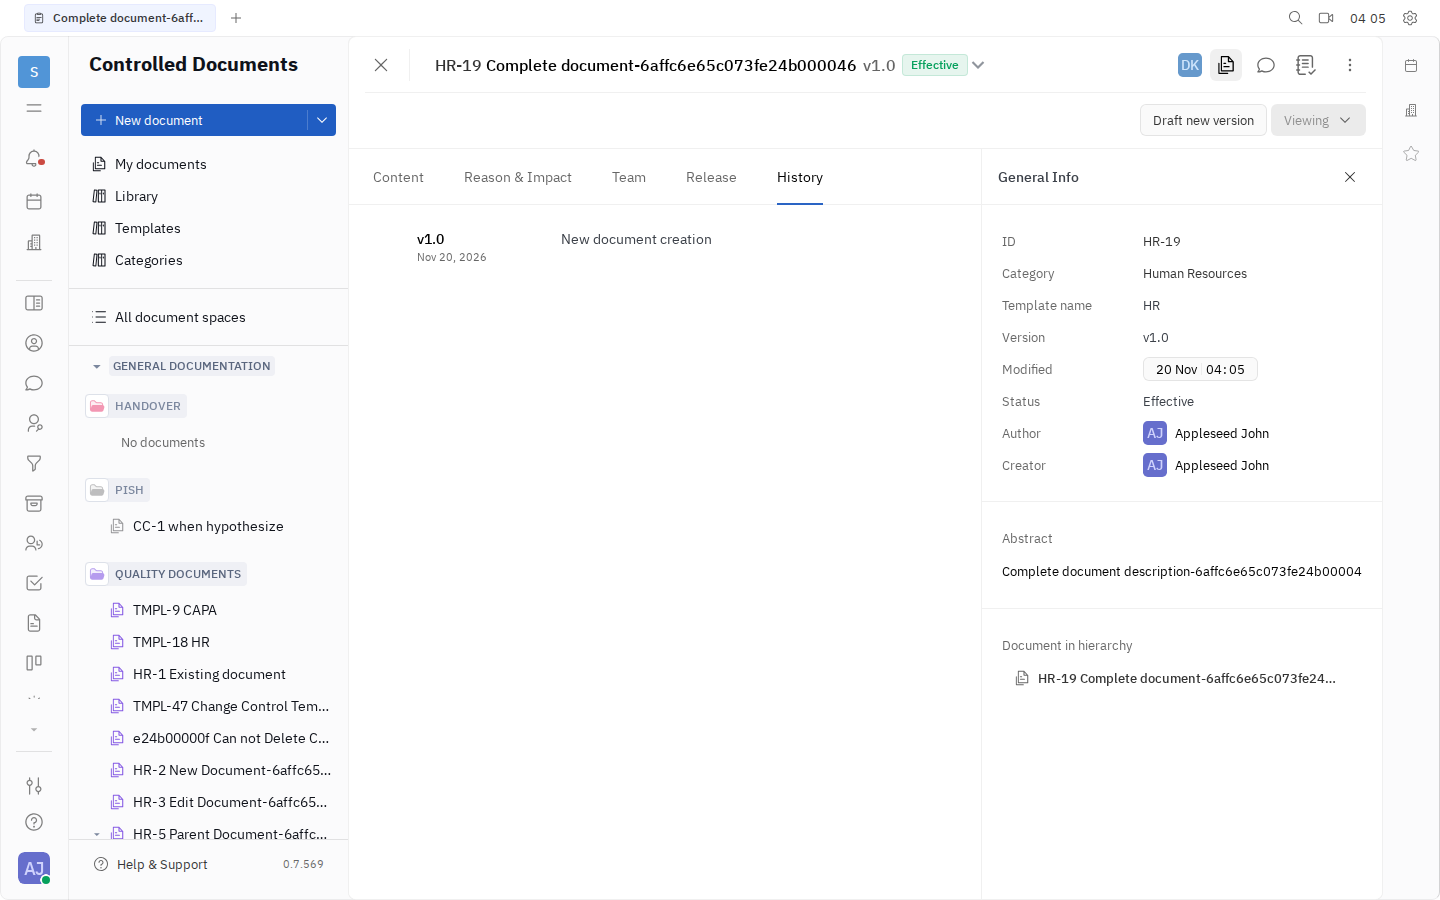 Complete document-6aff...
04 05
S
Controlled Documents
New document
My documents
Library
Templates
Categories
All document spaces
GENERAL DOCUMENTATION
HANDOVER
No documents
PISH
CC-1 when hypothesize
QUALITY DOCUMENTS
TMPL-9 CAPA
TMPL-18 HR
HR-1 Existing document
TMPL-47 Change Control Tem...
e24b00000f Can not Delete C...
HR-2 New Document-6affc65...
HR-3 Edit Document-6affc65...
HR-5 Parent Document-6affc...
Help & Support 0.7.569
AJ
HR-19 Complete document-6affc6e65c073fe24b000046 v1.0 Effective
DK
Draft new version Viewing
Content Reason & Impact Team Release History
v1.0 New document creation
Nov 20, 2026
General Info
ID HR-19
Category Human Resources
Template name HR
Version v1.0
Modified 20 Nov 04:05
Status Effective
Author AJ Appleseed John
Creator AJ Appleseed John
Abstract
Complete document description-6affc6e65c073fe24b00004
Document in hierarchy
HR-19 Complete document-6affc6e65c073fe24...